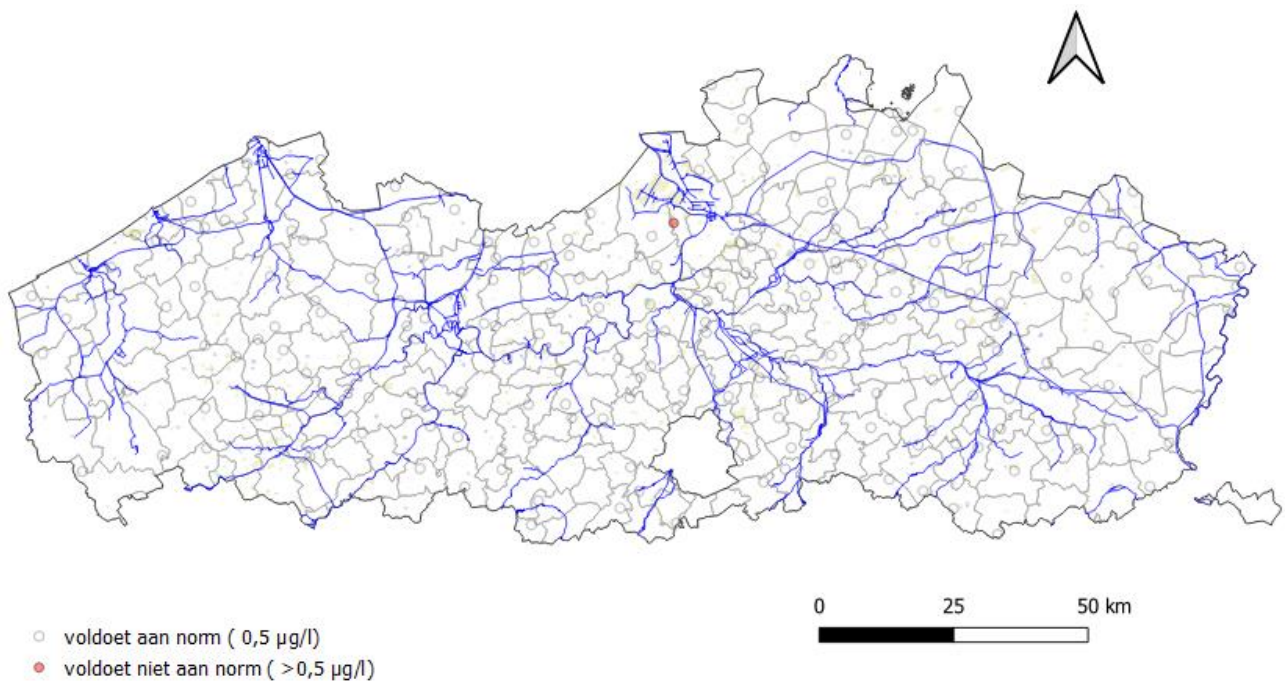 0 25 50 km
voldoet aan norm ( 0,5 µg/l)
voldoet niet aan norm ( >0,5 µg/l)